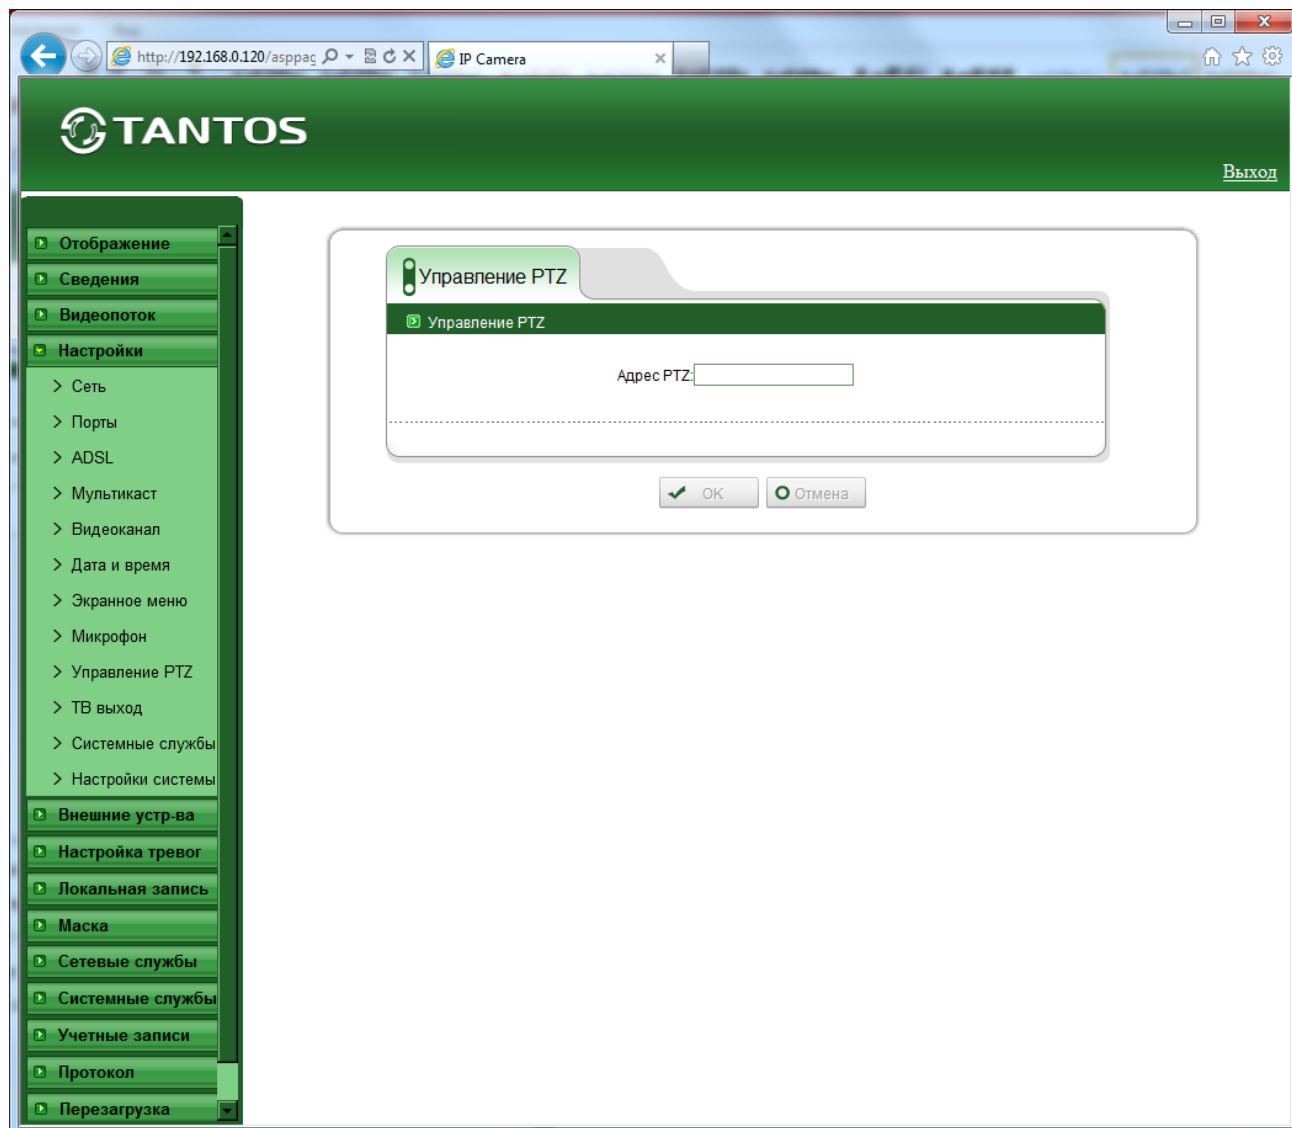 http://192.168.0.120/asppag
IP Camera
TANTOS
Выход
Отображение
Сведения
Видеопоток
Настройки
Сеть
Порты
ADSL
Мультикаст
Видеоканал
Дата и время
Экранное меню
Микрофон
Управление PTZ
ТВ выход
Системные службы
Настройки системы
Внешние устр-ва
Настройка тревог
Локальная запись
Маска
Сетевые службы
Системные службы
Учетные записи
Протокол
Перезагрузка
Управление PTZ
Управление PTZ
Адрес PTZ:
OK
Отмена